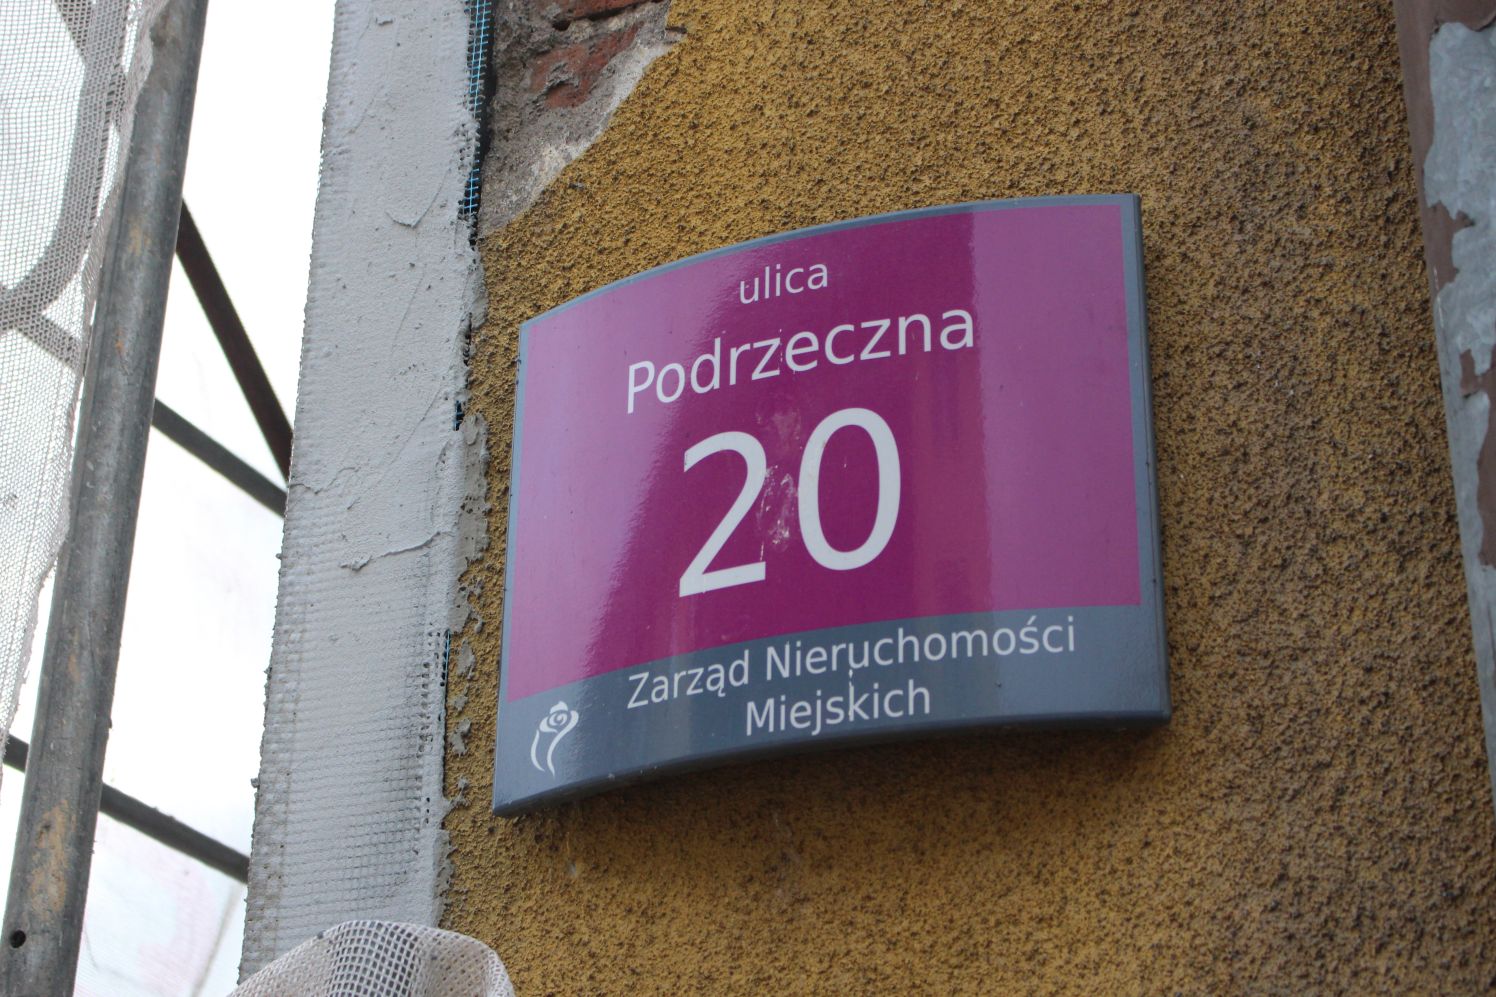 ulica
Podrzeczna
20
Zarząd Nieruchomości
Miejskich